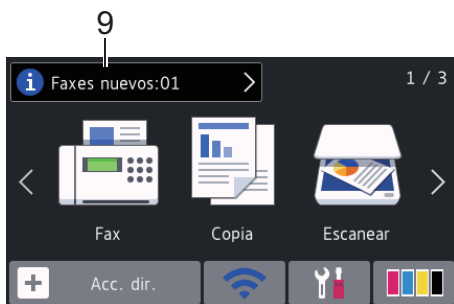 9
Faxes nuevos:01
1 / 3
Fax Copia Escanear
Acc. dir.